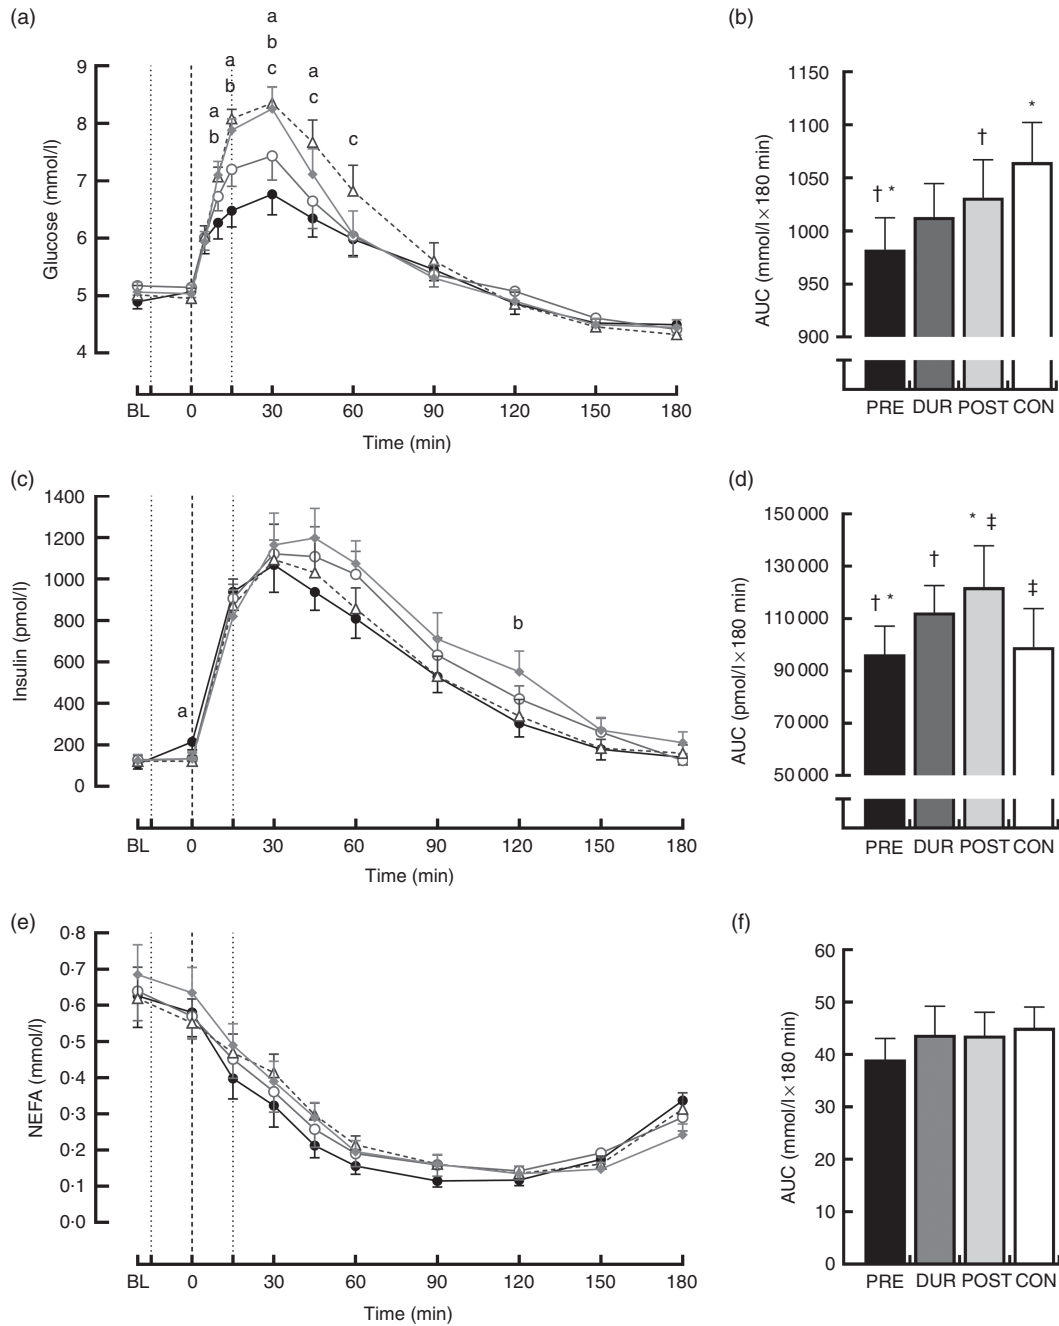 (a)
a
b
a
b
a
b
c
a
c
c
9
8
7
6
5
4
Glucose (mmol/l)
BL 0 30 60 90 120 150 180
Time (min)
(b)
1150
1100
1050
1000
950
900
AUC (mmol/l×180 min)
† *
†
*
PRE DUR POST CON
(c)
1400
1200
1000
800
600
400
200
0
Insulin (pmol/l)
a
b
BL 0 30 60 90 120 150 180
Time (min)
(d)
150 000
130 000
110 000
90 000
70 000
50 000
AUC (pmol/l×180 min)
† *
†
* ‡
‡
PRE DUR POST CON
(e)
0·8
0·7
0·6
0·5
0·4
0·3
0·2
0·1
0·0
NEFA (mmol/l)
BL 0 30 60 90 120 150 180
Time (min)
(f)
60
50
40
30
20
10
0
AUC (mmol/l×180 min)
PRE DUR POST CON